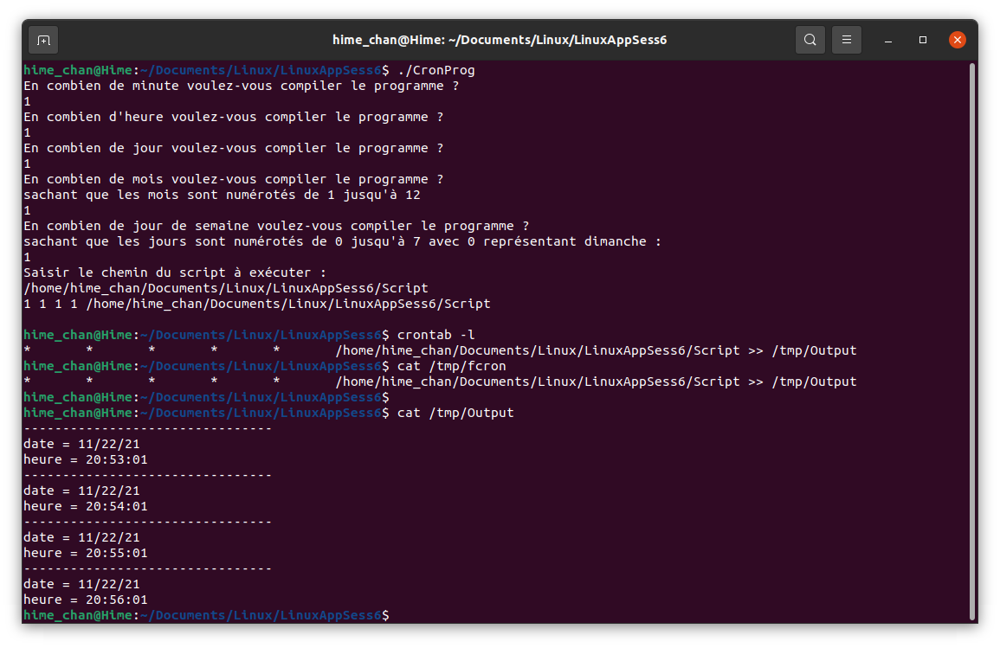 hime_chan@Hime: ~/Documents/Linux/LinuxAppSess6
hime_chan@Hime:~/Documents/Linux/LinuxAppSess6$ ./CronProg
En combien de minute voulez-vous compiler le programme ?
1
En combien d'heure voulez-vous compiler le programme ?
1
En combien de jour voulez-vous compiler le programme ?
1
En combien de mois voulez-vous compiler le programme ?
sachant que les mois sont numérotés de 1 jusqu'à 12
1
En combien de jour de semaine voulez-vous compiler le programme ?
sachant que les jours sont numérotés de 0 jusqu'à 7 avec 0 représentant dimanche :
1
Saisir le chemin du script à exécuter :
/home/hime_chan/Documents/Linux/LinuxAppSess6/Script
1 1 1 1 /home/hime_chan/Documents/Linux/LinuxAppSess6/Script
hime_chan@Hime:~/Documents/Linux/LinuxAppSess6$ crontab -l
*       *       *       *       *       /home/hime_chan/Documents/Linux/LinuxAppSess6/Script >> /tmp/Output
hime_chan@Hime:~/Documents/Linux/LinuxAppSess6$ cat /tmp/fcron
*       *       *       *       *       /home/hime_chan/Documents/Linux/LinuxAppSess6/Script >> /tmp/Output
hime_chan@Hime:~/Documents/Linux/LinuxAppSess6$
hime_chan@Hime:~/Documents/Linux/LinuxAppSess6$ cat /tmp/Output
--------------------------------
date = 11/22/21
heure = 20:53:01
--------------------------------
date = 11/22/21
heure = 20:54:01
--------------------------------
date = 11/22/21
heure = 20:55:01
--------------------------------
date = 11/22/21
heure = 20:56:01
hime_chan@Hime:~/Documents/Linux/LinuxAppSess6$